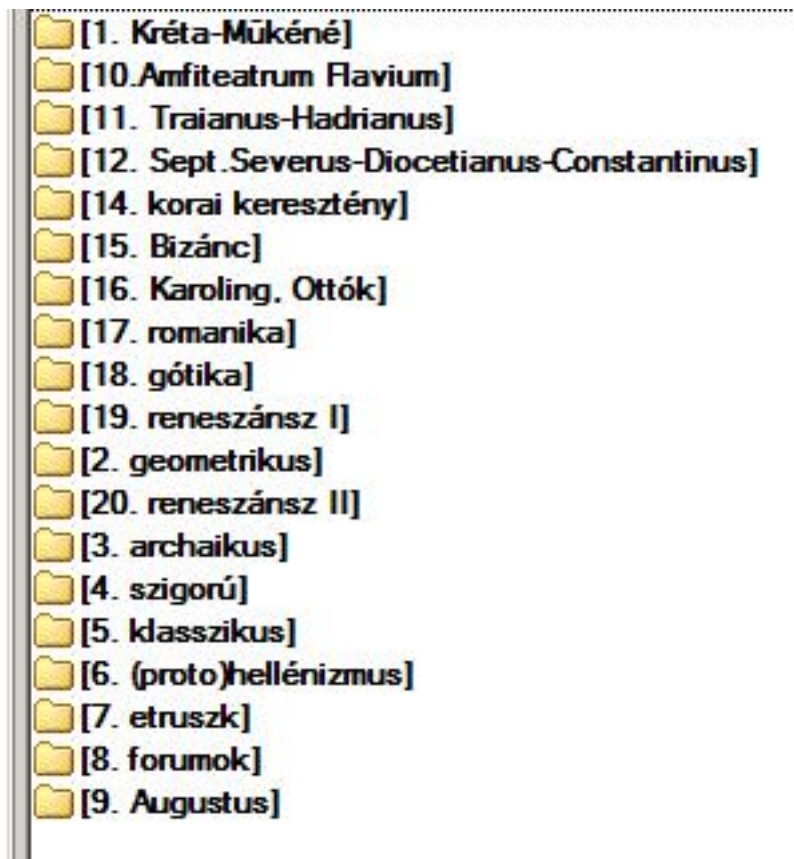 [1. Kréta-Mükéné]
[10.Amfiteatrum Flavium]
[11. Traianus-Hadrianus]
[12. Sept.Severus-Diocetianus-Constantinus]
[14. korai keresztény]
[15. Bizánc]
[16. Karoling, Ottók]
[17. romanika]
[18. gótika]
[19. reneszánsz I]
[2. geometrikus]
[20. reneszánsz II]
[3. archaikus]
[4. szigorú]
[5. klasszikus]
[6. (proto)hellénizmus]
[7. etruszk]
[8. forumok]
[9. Augustus]